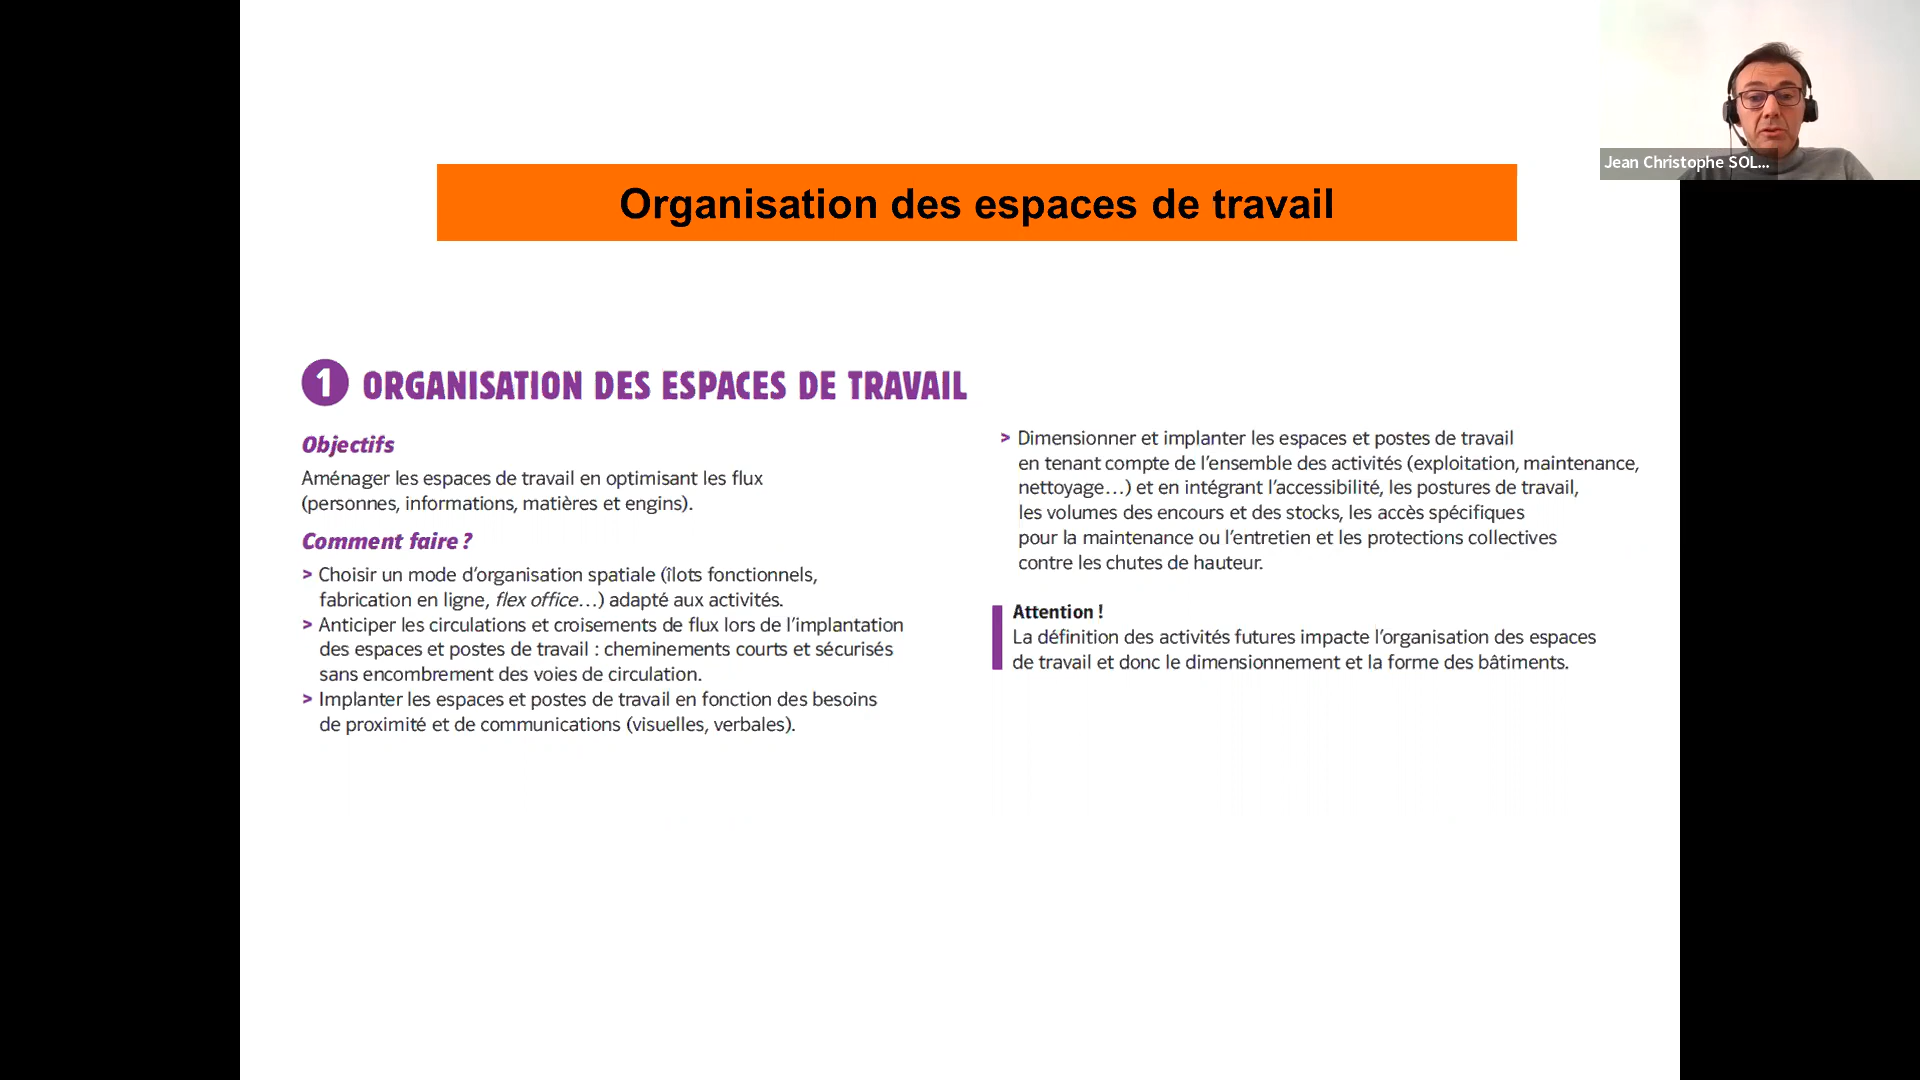 Jean Christophe SOL...
Organisation des espaces de travail
1 ORGANISATION DES ESPACES DE TRAVAIL
Objectifs
Aménager les espaces de travail en optimisant les flux
(personnes, informations, matières et engins).
Comment faire ?
> Choisir un mode d'organisation spatiale (îlots fonctionnels,
fabrication en ligne, flex office…) adapté aux activités.
> Anticiper les circulations et croisements de flux lors de l'implantation
des espaces et postes de travail : cheminements courts et sécurisés
sans encombrement des voies de circulation.
> Implanter les espaces et postes de travail en fonction des besoins
de proximité et de communications (visuelles, verbales).
> Dimensionner et implanter les espaces et postes de travail
en tenant compte de l'ensemble des activités (exploitation, maintenance,
nettoyage…) et en intégrant l'accessibilité, les postures de travail,
les volumes des encours et des stocks, les accès spécifiques
pour la maintenance ou l'entretien et les protections collectives
contre les chutes de hauteur.
Attention !
La définition des activités futures impacte l'organisation des espaces
de travail et donc le dimensionnement et la forme des bâtiments.